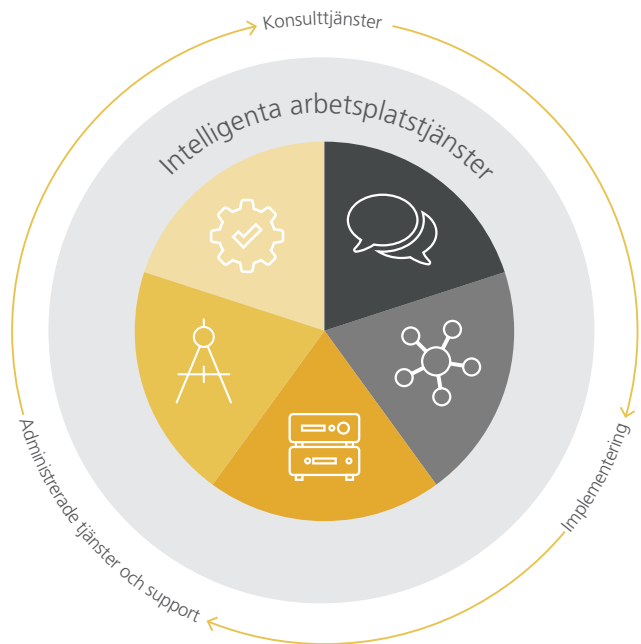 Konsulttjänster
Intelligenta arbetsplatstjänster
Implementering
Administrerade tjänster och support